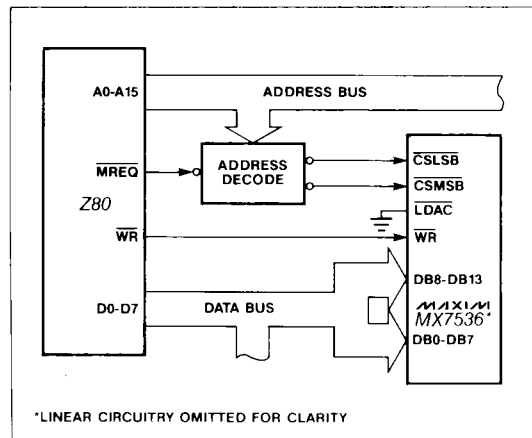 A0-A15
ADDRESS BUS
MREQ
ADDRESS
DECODE
CSLSB
CSMSB
LDAC
Z80
WR
WR
DB8-DB13
D0-D7
DATA BUS
MAXIM
MX7536*
DB0-DB7
*LINEAR CIRCUITRY OMITTED FOR CLARITY